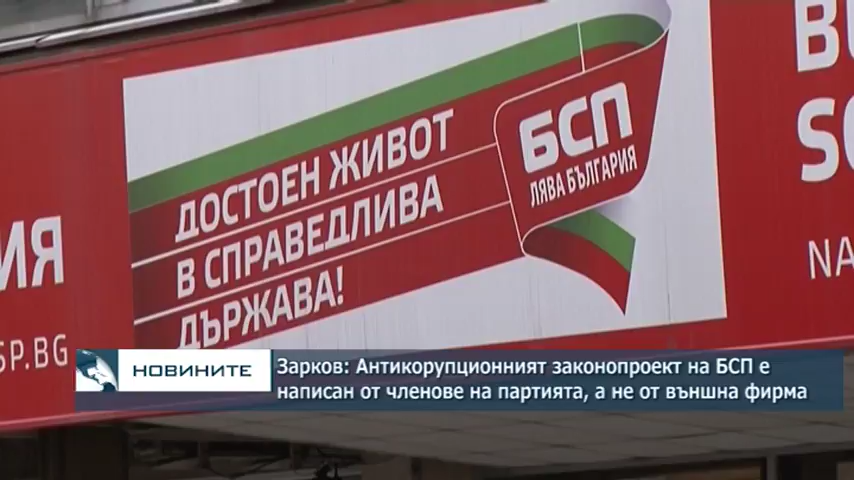 ДОСТОЕН ЖИВОТ
В СПРАВЕДЛИВА
ДЪРЖАВА!
БСП
ЛЯВА БЪЛГАРИЯ
SP.BG
NA
НОВИНИТЕ
Зарков: Антикорупционният законопроект на БСП е
написан от членове на партията, а не от външна фирма